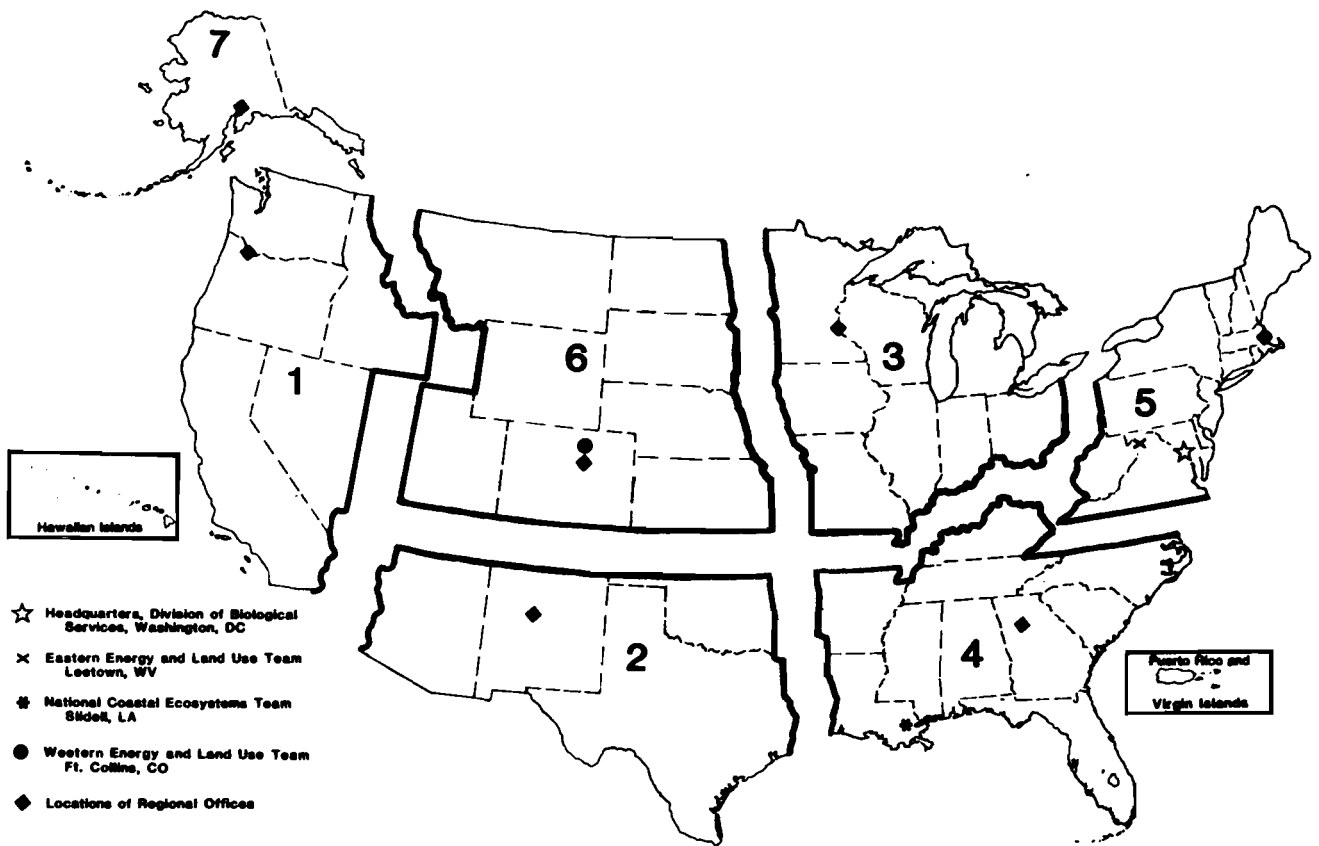 7
1
6
3
5
2
4
Hawaiian Islands
Puerto Rico and
Virgin Islands
Headquarters, Division of Biological
Services, Washington, DC
Eastern Energy and Land Use Team
Leetown, WV
National Coastal Ecosystems Team
Slidell, LA
Western Energy and Land Use Team
Ft. Collins, CO
Locations of Regional Offices